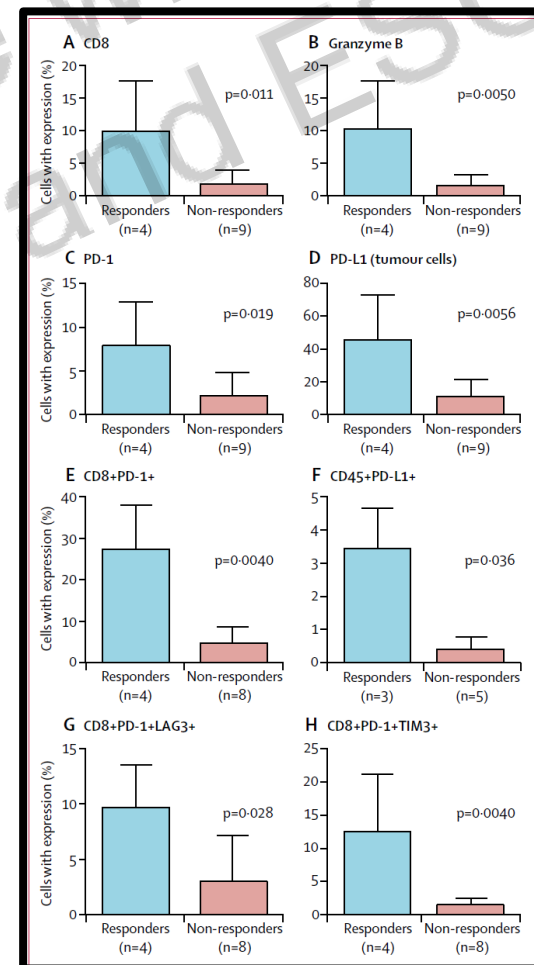 A CD8
Cells with expression (%)
20
15
10
5
0
p=0·011
Responders
(n=4)
Non-responders
(n=9)
B Granzyme B
20
15
10
5
0
p=0·0050
Responders
(n=4)
Non-responders
(n=9)
C PD-1
Cells with expression (%)
15
10
5
0
p=0·019
Responders
(n=4)
Non-responders
(n=9)
D PD-L1 (tumour cells)
80
60
40
20
0
p=0·0056
Responders
(n=4)
Non-responders
(n=9)
E CD8+PD-1+
Cells with expression (%)
40
30
20
10
0
p=0·0040
Responders
(n=4)
Non-responders
(n=8)
F CD45+PD-L1+
5
4
3
2
1
0
p=0·036
Responders
(n=3)
Non-responders
(n=5)
G CD8+PD-1+LAG3+
Cells with expression (%)
15
10
5
0
p=0·028
Responders
(n=4)
Non-responders
(n=8)
H CD8+PD-1+TIM3+
25
20
15
10
5
0
p=0·0040
Responders
(n=4)
Non-responders
(n=8)
and